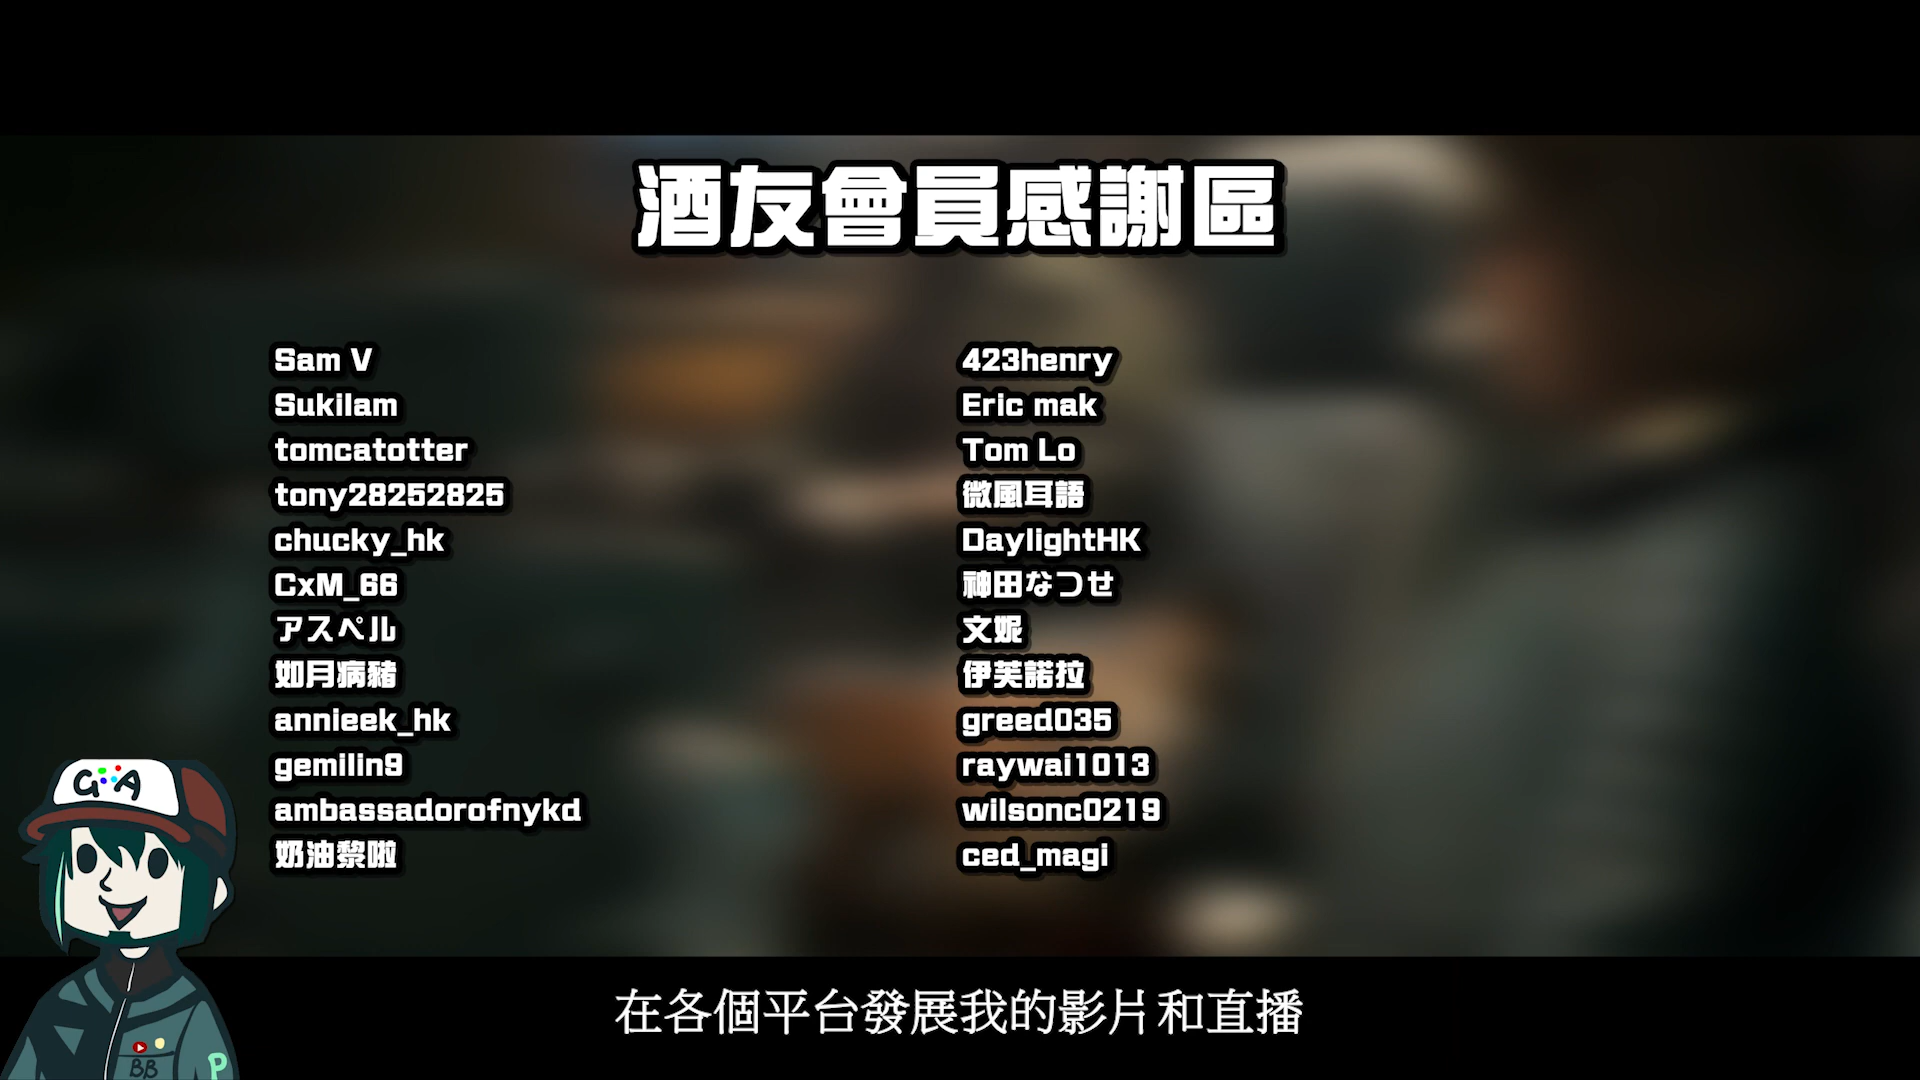 酒友會員感謝區
Sam V
Sukilam
tomcatotter
tony28252825
chucky_hk
CxM_66
アスペル
如月病豬
annieek_hk
gemilin9
ambassadorofnykd
奶油黎啦
423henry
Eric mak
Tom Lo
微風耳語
DaylightHK
神田なつせ
文妮
伊芙諾拉
greed035
raywai1013
wilsonc0219
ced_magi
G A
BB
P
在各個平台發展我的影片和直播